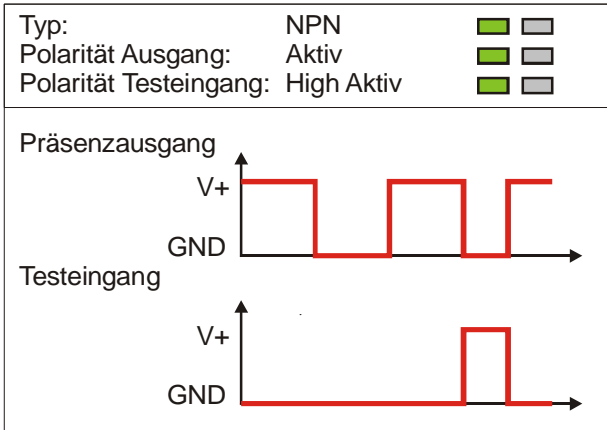 Typ: NPN
Polarität Ausgang: Aktiv
Polarität Testeingang: High Aktiv
Präsenzausgang
V+
GND
Testeingang
V+
GND